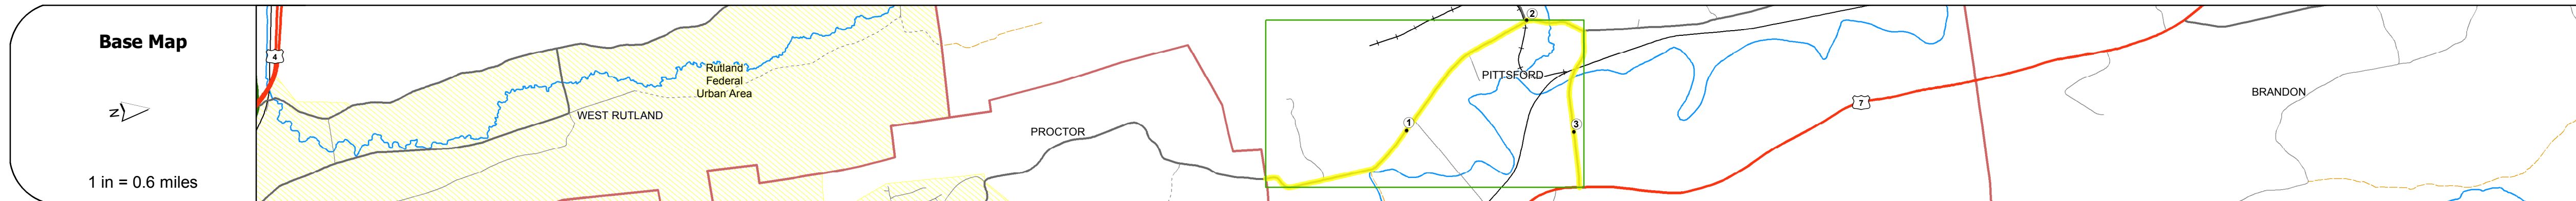 Base Map
N
1 in = 0.6 miles
4
Rutland
Federal
Urban Area
WEST RUTLAND
PROCTOR
2
PITTSFORD
1
3
7
BRANDON